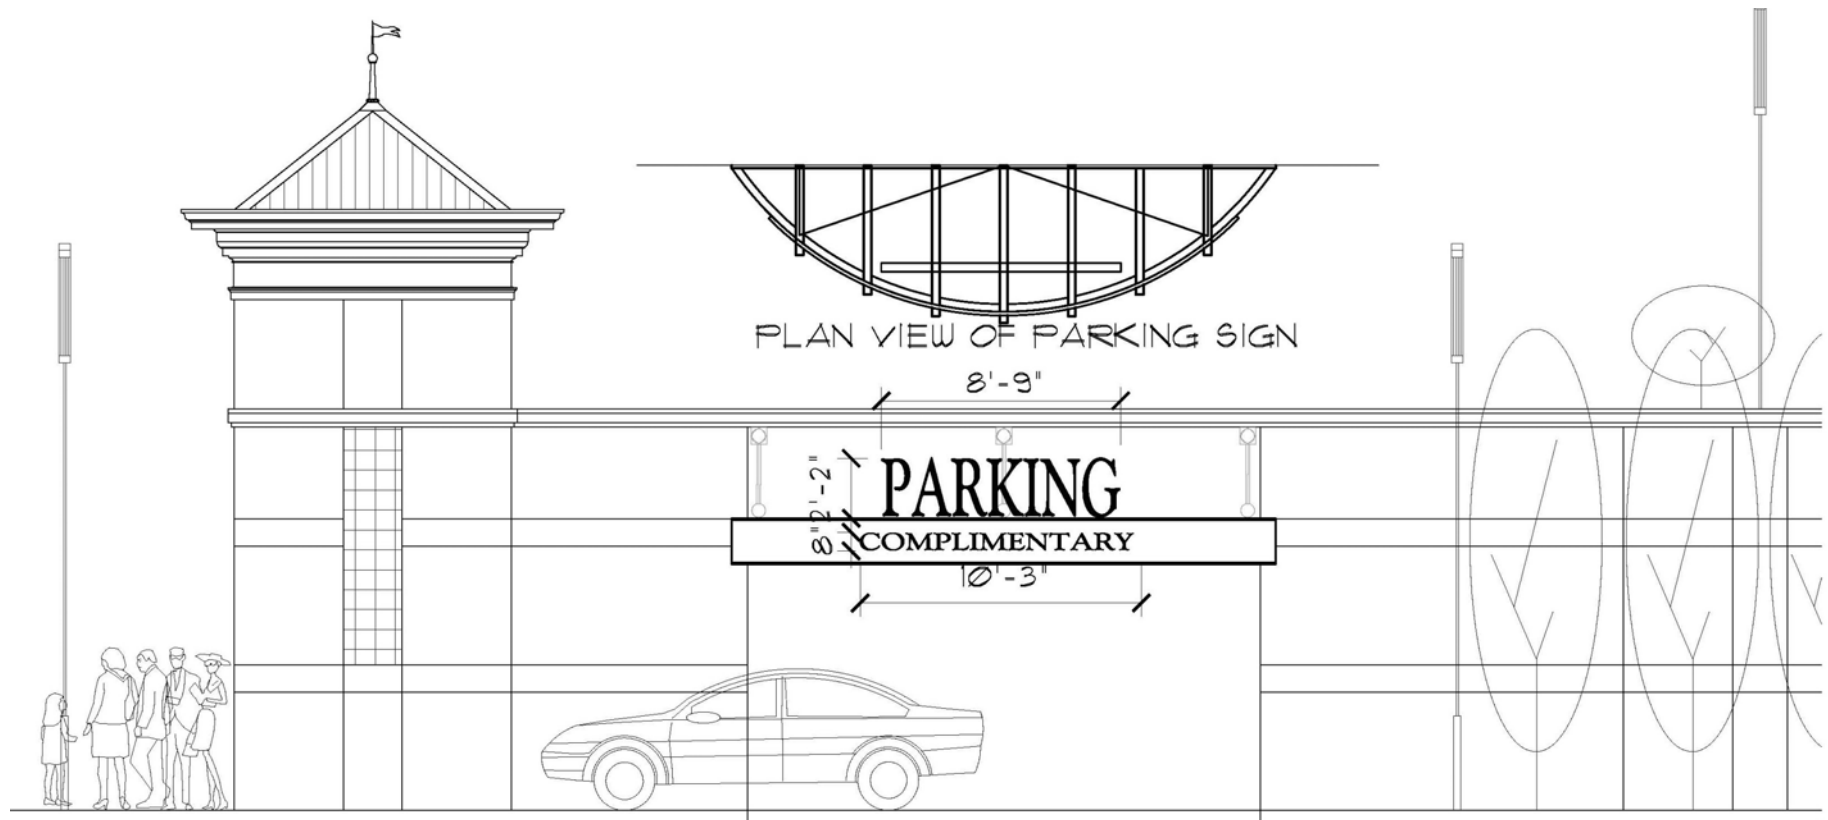 PLAN VIEW OF PARKING SIGN
8'-9"
2'-2"
PARKING
8"
COMPLIMENTARY
10'-3"